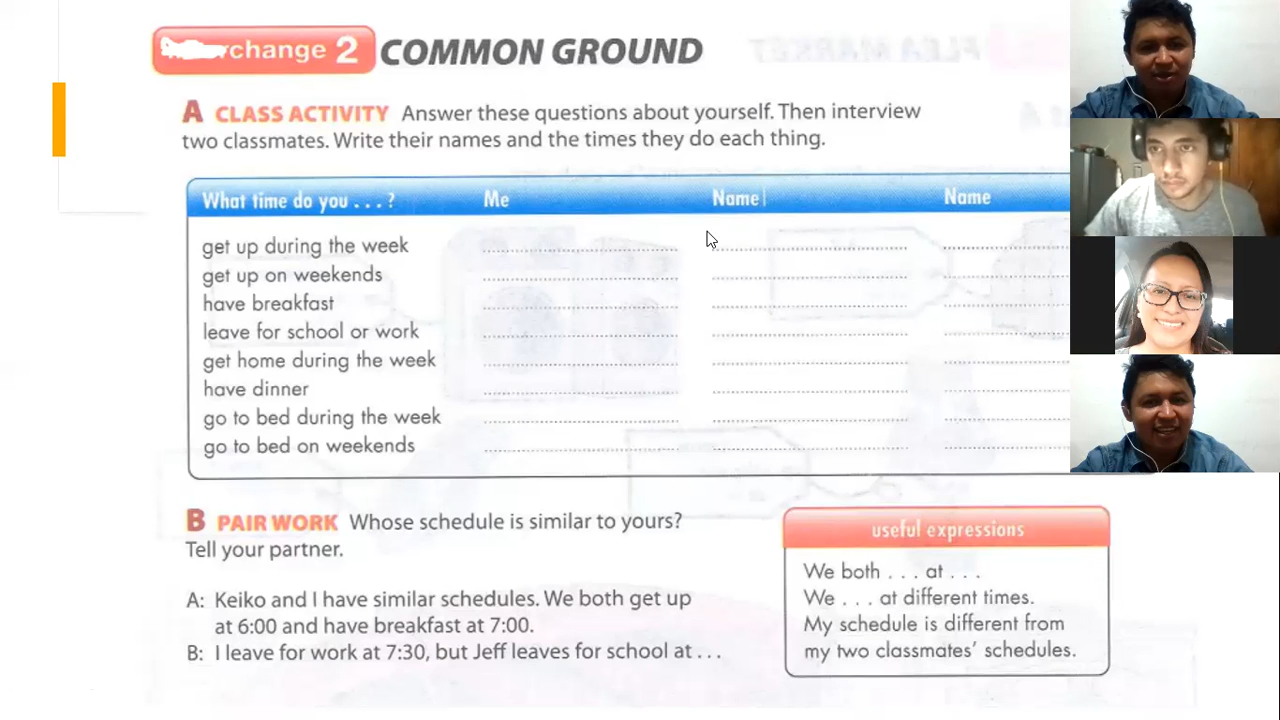 change 2 COMMON GROUND
A CLASS ACTIVITY Answer these questions about yourself. Then interview
two classmates. Write their names and the times they do each thing.
What time do you . . . ? Me Name Name
get up during the week
get up on weekends
have breakfast
leave for school or work
get home during the week
have dinner
go to bed during the week
go to bed on weekends
B PAIR WORK Whose schedule is similar to yours?
Tell your partner.
A: Keiko and I have similar schedules. We both get up
at 6:00 and have breakfast at 7:00.
B: I leave for work at 7:30, but Jeff leaves for school at . . .
useful expressions
We both . . . at . . .
We . . . at different times.
My schedule is different from
my two classmates' schedules.